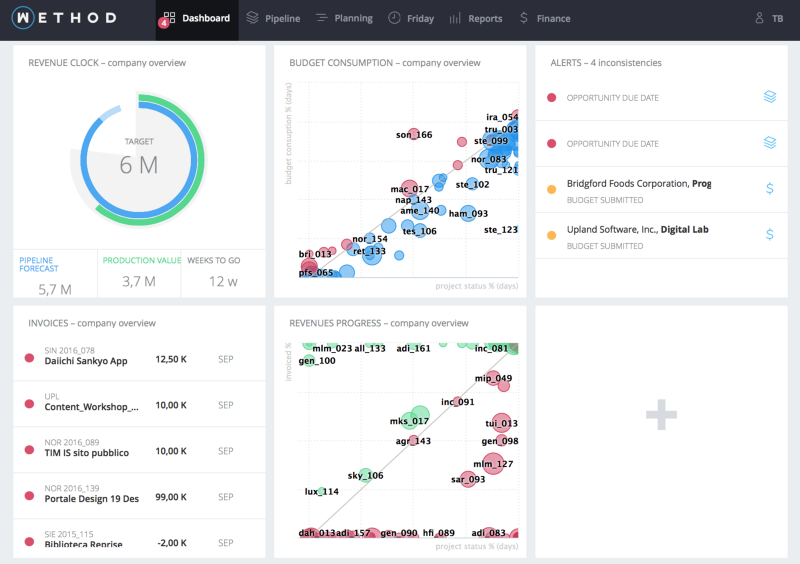 WETHOD
4
Dashboard
Pipeline
Planning
Friday
Reports
$ Finance
TB
REVENUE CLOCK – company overview
TARGET
6 M
PIPELINE
FORECAST
5,7 M
PRODUCTION VALUE
3,7 M
WEEKS TO GO
12 w
BUDGET CONSUMPTION – company overview
budget consuption % (days)
ira_054
tru_003
son_166
ste_099
nor_083
tru_121
ste_102
mac_017
nap_143
ame_140
ham_093
tes_106
ste_123
nor_154
ret_133
bri_013
pfs_065
project status % (days)
ALERTS – 4 inconsistencies
OPPORTUNITY DUE DATE
OPPORTUNITY DUE DATE
Bridgford Foods Corporation, Prog
BUDGET SUBMITTED
$
Upland Software, Inc., Digital Lab
BUDGET SUBMITTED
$
INVOICES – company overview
SIN 2016_078
Daiichi Sankyo App
12,50 K
SEP
UPL
Content_Workshop_...
10,00 K
SEP
NOR 2016_089
TIM IS sito pubblico
10,00 K
SEP
NOR 2016_139
Portale Design 19 Des
99,00 K
SEP
SIE 2015_115
Biblioteca Reprise
-2,00 K
SEP
REVENUES PROGRESS – company overview
invoiced %
mlm_023
all_133
adi_161
inc_081
gen_100
mip_049
inc_091
mks_017
tui_013
agr_143
gen_098
mlm_127
sky_106
sar_093
lux_114
dah_013
adi_157
gen_090
hfi_089
adi_083
project status % (days)